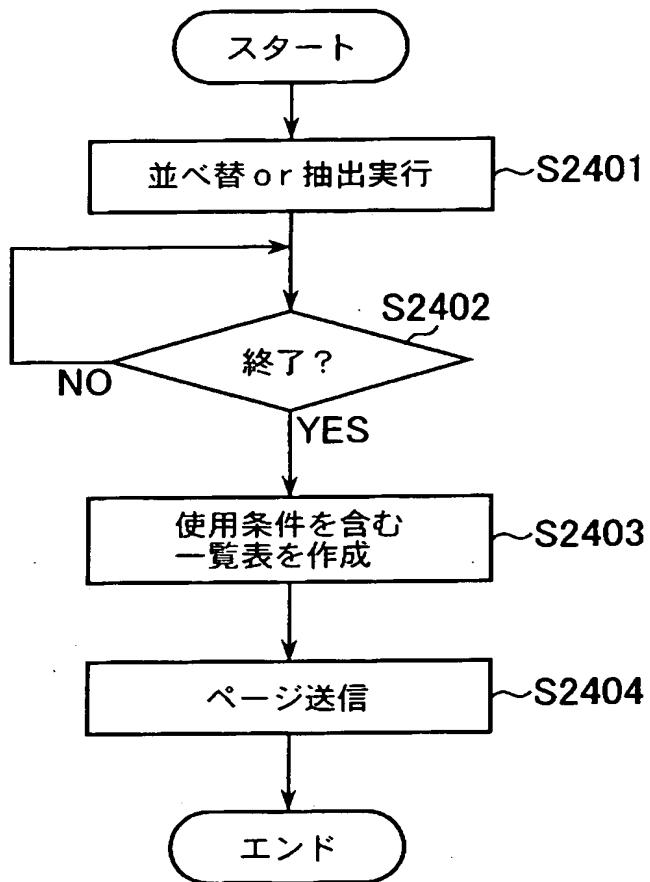 スタート
並べ替or抽出実行
S2401
S2402
終了?
NO
YES
使用条件を含む
一覧表を作成
S2403
ページ送信
S2404
エンド